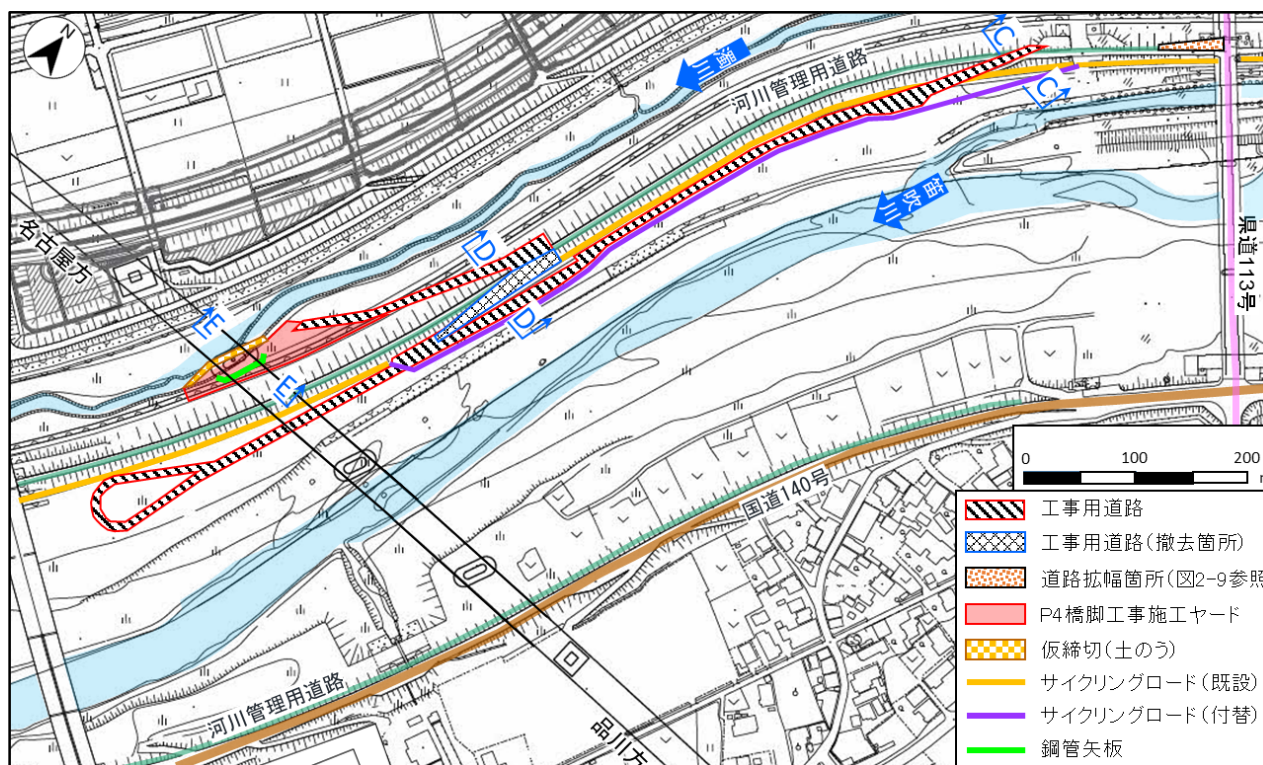 N
濁川
C
河川管理用道路
C
笛吹川
県道113号
名古屋方
D
E
D
E
国道140号
0 100 200
工事用道路
工事用道路(撤去箇所)
道路拡幅箇所(図2-9参照
P4橋脚工事施工ヤード
仮締切(土のう)
サイクリングロード(既設)
サイクリングロード(付替)
鋼管矢板
河川管理用道路
品川方